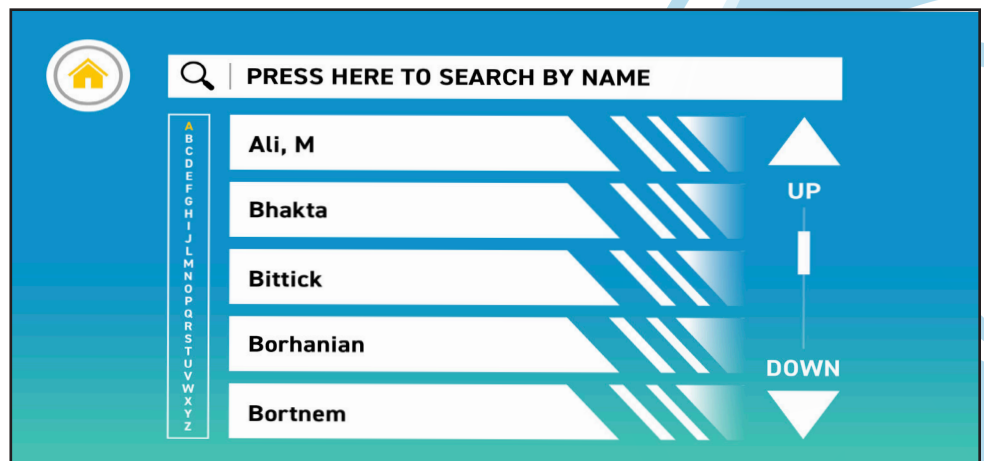 PRESS HERE TO SEARCH BY NAME
A
B
C
D
E
F
G
H
I
J
L
M
N
O
P
Q
R
S
T
U
V
W
X
Y
Z
Ali, M
Bhakta
Bittick
Borhanian
Bortnem
UP
DOWN